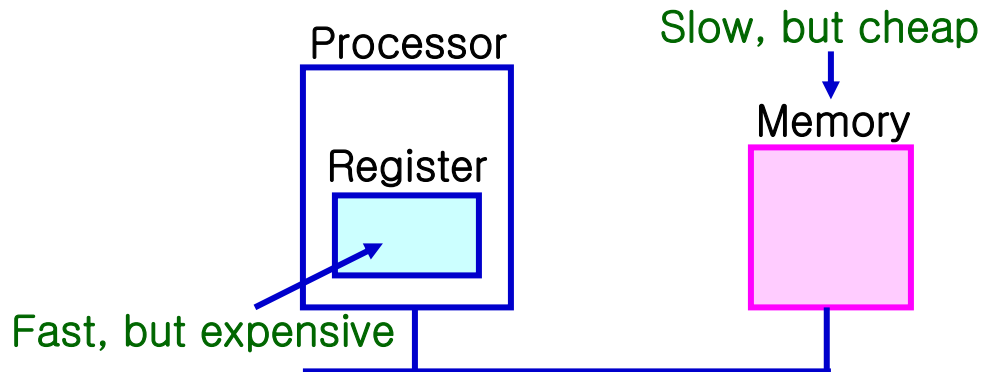 Slow, but cheap
Processor
Memory
Register
Fast, but expensive